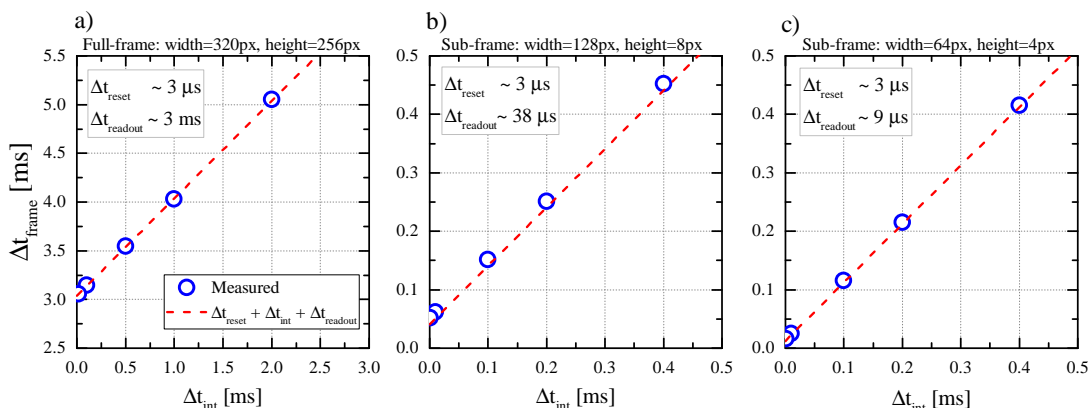 a)
Full-frame: width=320px, height=256px
Δt_frame [ms]
5.5
5.0
4.5
4.0
3.5
3.0
2.5
Δt_reset ~ 3 μs
Δt_readout ~ 3 ms
Measured
Δt_reset + Δt_int + Δt_readout
0.0 0.5 1.0 1.5 2.0 2.5 3.0
Δt_int [ms]
b)
Sub-frame: width=128px, height=8px
0.5
0.4
0.3
0.2
0.1
0.0
Δt_reset ~ 3 μs
Δt_readout ~ 38 μs
0.0 0.1 0.2 0.3 0.4 0.5
Δt_int [ms]
c)
Sub-frame: width=64px, height=4px
0.5
0.4
0.3
0.2
0.1
0.0
Δt_reset ~ 3 μs
Δt_readout ~ 9 μs
0.0 0.1 0.2 0.3 0.4 0.5
Δt_int [ms]